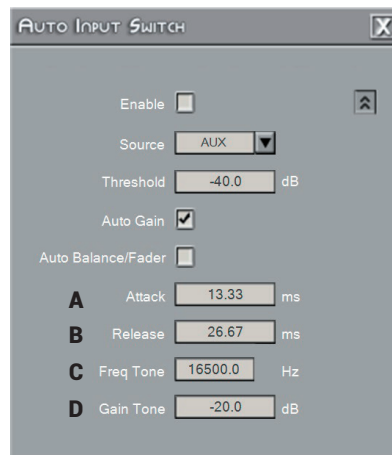 Auto Input Switch X
Enable
Source AUX
Threshold -40.0 dB
Auto Gain
Auto Balance/Fader
A Attack 13.33 ms
B Release 26.67 ms
C Freq Tone 16500.0 Hz
D Gain Tone -20.0 dB